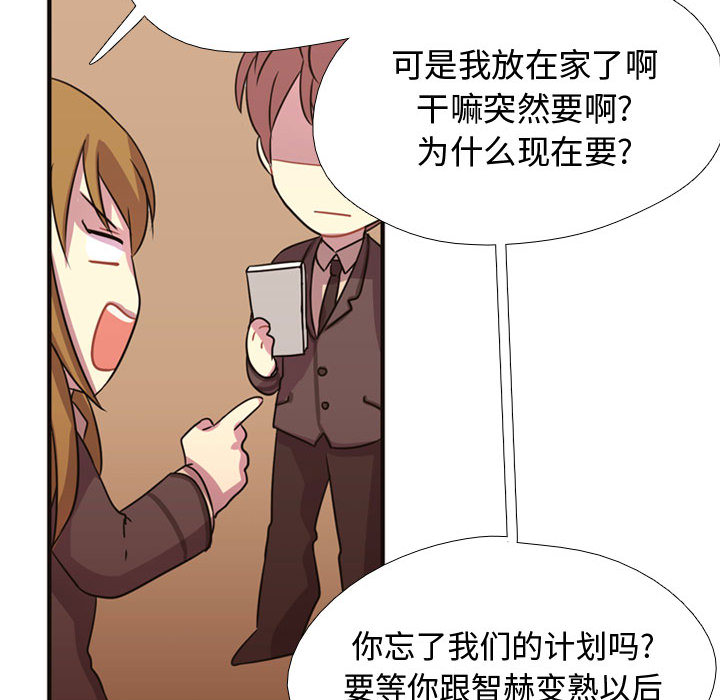 可是我放在家了啊
干嘛突然要啊?
为什么现在要?
你忘了我们的计划吗?
要等你跟智赫变熟以后